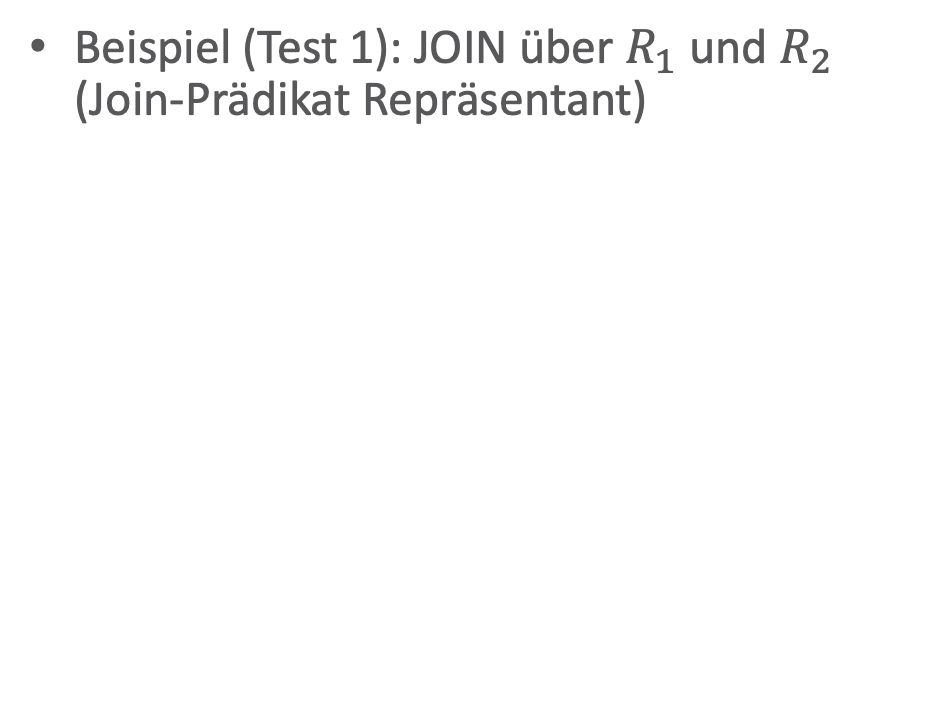 • Beispiel (Test 1): JOIN über R₁ und R₂
(Join-Prädikat Repräsentant)